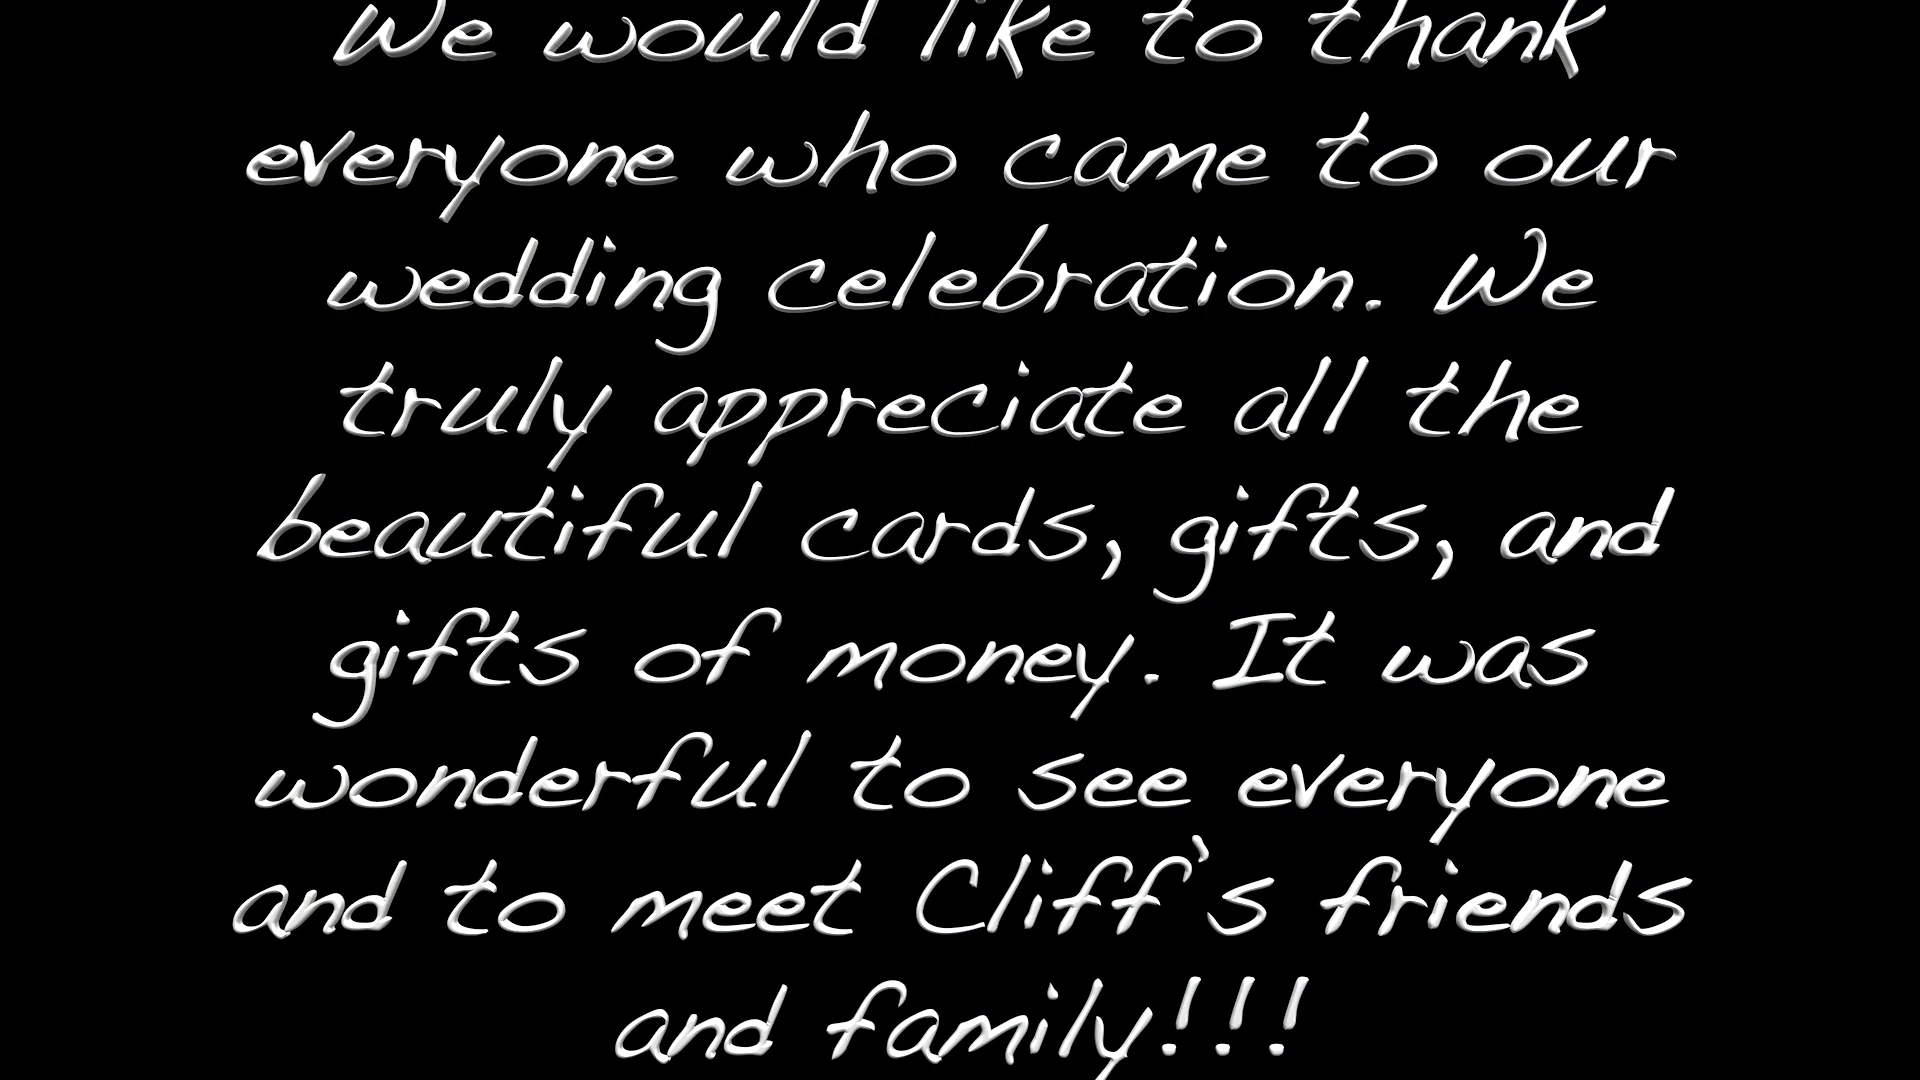 We would like to thank
everyone who came to our
wedding celebration. We
truly appreciate all the
beautiful cards, gifts, and
gifts of money. It was
wonderful to see everyone
and to meet Cliff's friends
and family!!!